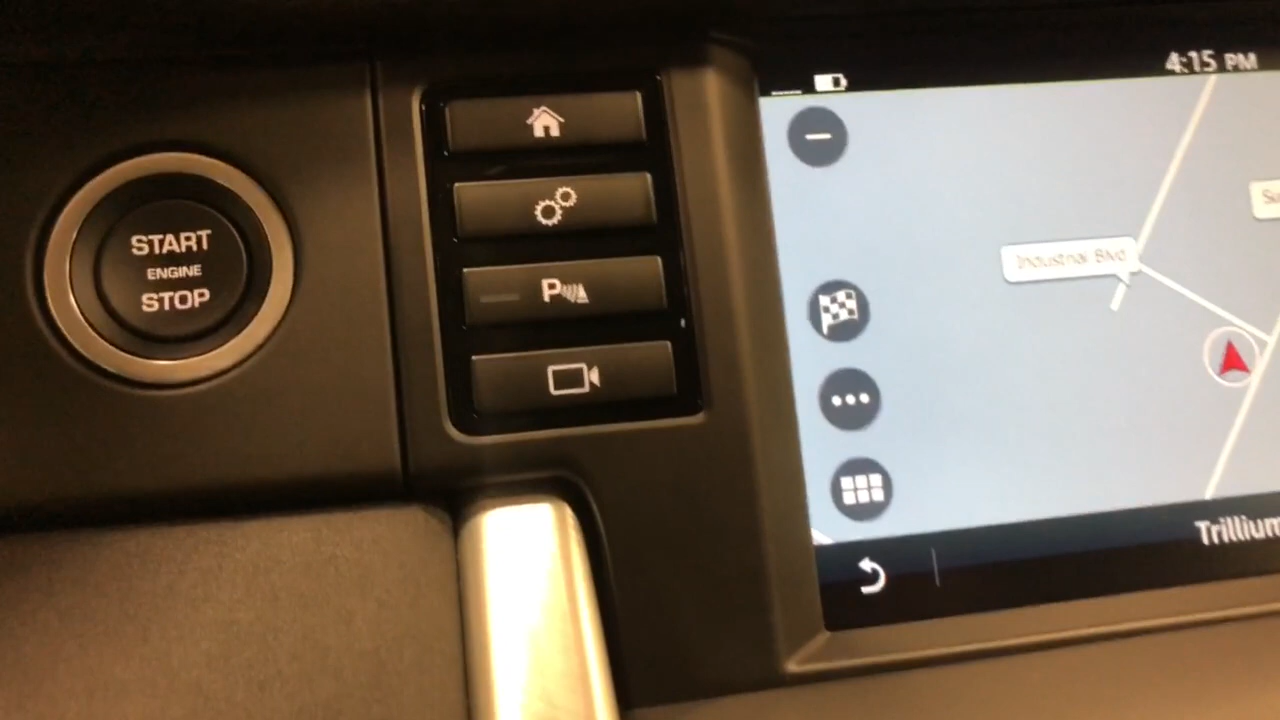 START
ENGINE
STOP
P
4:15 PM
Industrial Blvd
Trillium